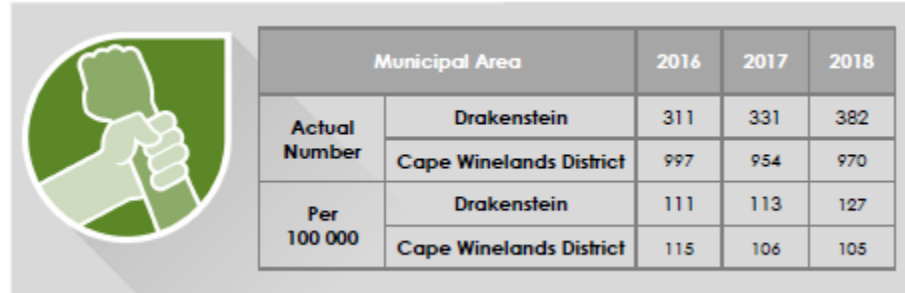 Municipal Area 2016 2017 2018
Actual Number Drakenstein 311 331 382
Cape Winelands District 997 954 970
Per 100 000 Drakenstein 111 113 127
Cape Winelands District 115 106 105